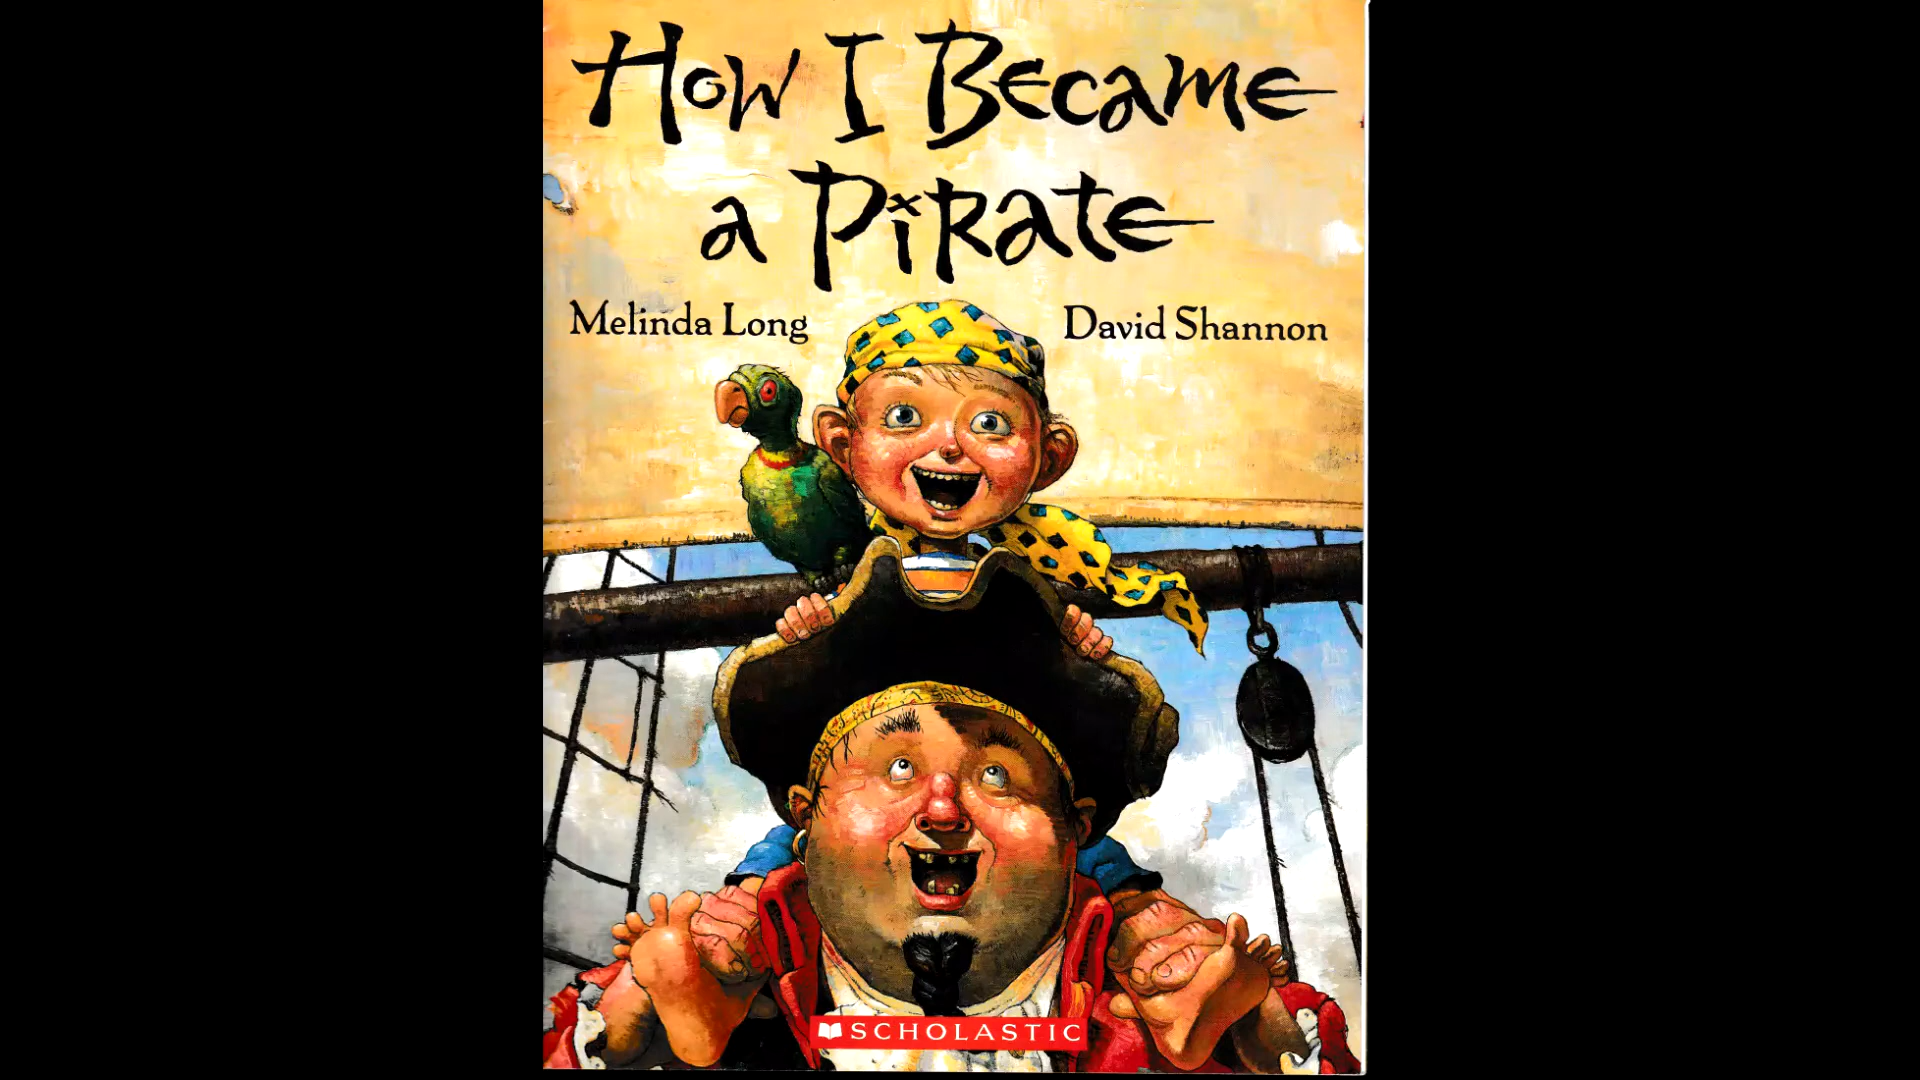 How I Became
a Pirate
Melinda Long
David Shannon
SCHOLASTIC